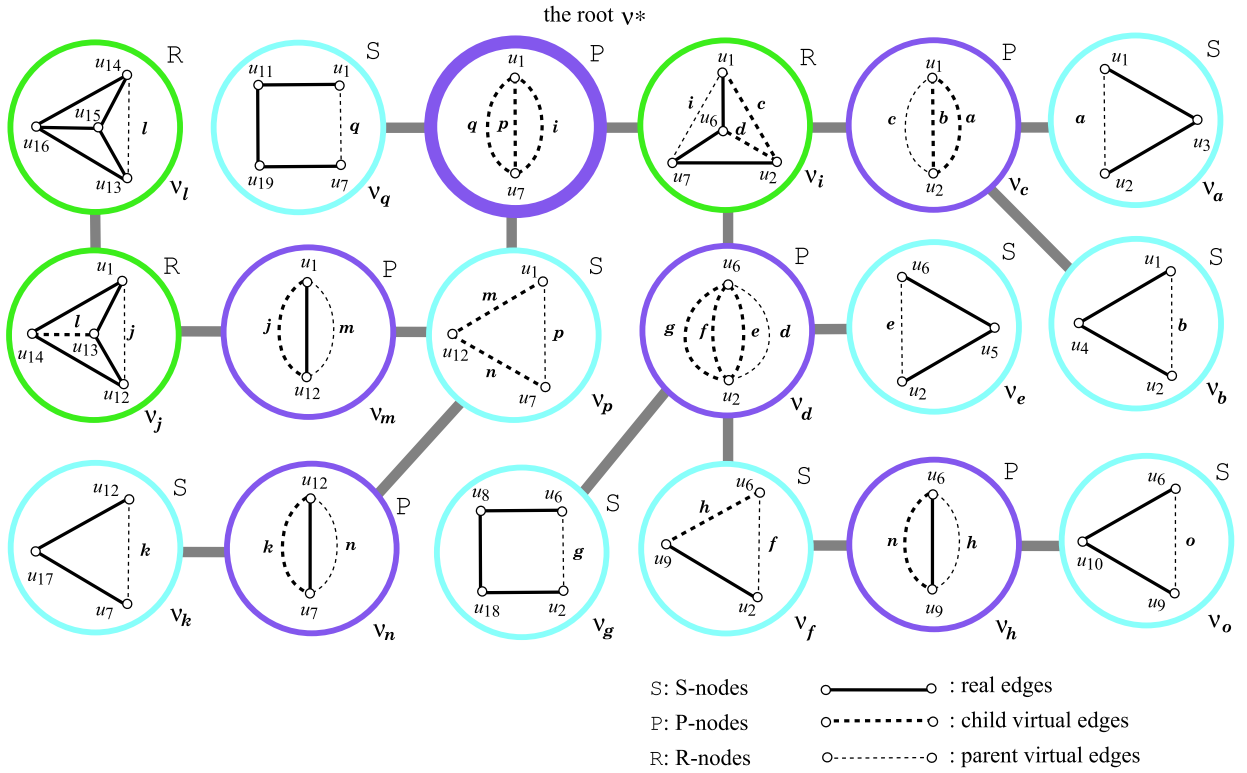 the root ν*
R
u14
l
u15
u16
u13
νl
S
u11 u1
q
u19 u7
νq
P
u1
q p i
u7
R
u1
i c
u6 d
u7 u2
νi
P
u1
c b a
u2
νc
S
u1
a
u3
u2
νa
R
u1
l j
u14 u13
u12
νj
P
u1
j m
u12
νm
S
u1
m
p
u12
n
u7
νp
P
u6
g f e d
u2
νd
S
u6
e
u5
u2
νe
S
u1
b
u4
u2
νb
S
u12
k
u17
u7
νk
P
u12
k n
u7
νn
S
u8 u6
g
u18 u2
νg
S
u6
h
f
u9
u2
νf
P
u6
n h
u9
νh
S
u6
o
u10
u9
νo
S: S-nodes : real edges
P: P-nodes : child virtual edges
R: R-nodes : parent virtual edges